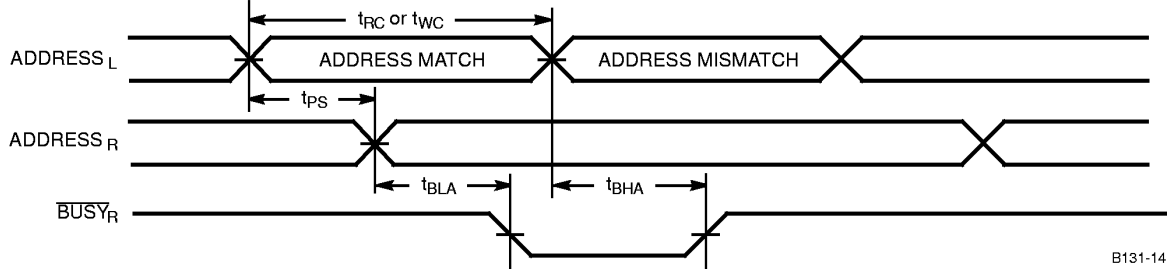 tRC or tWC
ADDRESS L ADDRESS MATCH ADDRESS MISMATCH
tPS
ADDRESS R
tBLA tBHA
BUSYR
B131-14